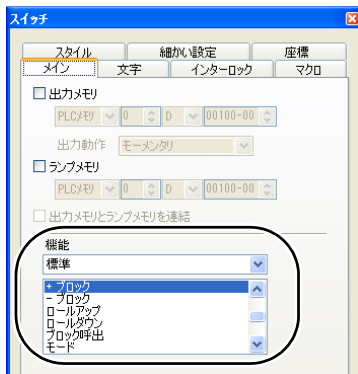 スイッチ
スタイル 細かい設定 座標
メイン 文字 インターロック マクロ
出力メモリ
PLCメモリ 0 D 00100-00
出力動作 モーメンタリ
ランプメモリ
PLCメモリ 0 D 00100-00
出力メモリとランプメモリを連結
機能
標準
+ ブロック
- ブロック
ロールアップ
ロールダウン
ブロック呼出
モード